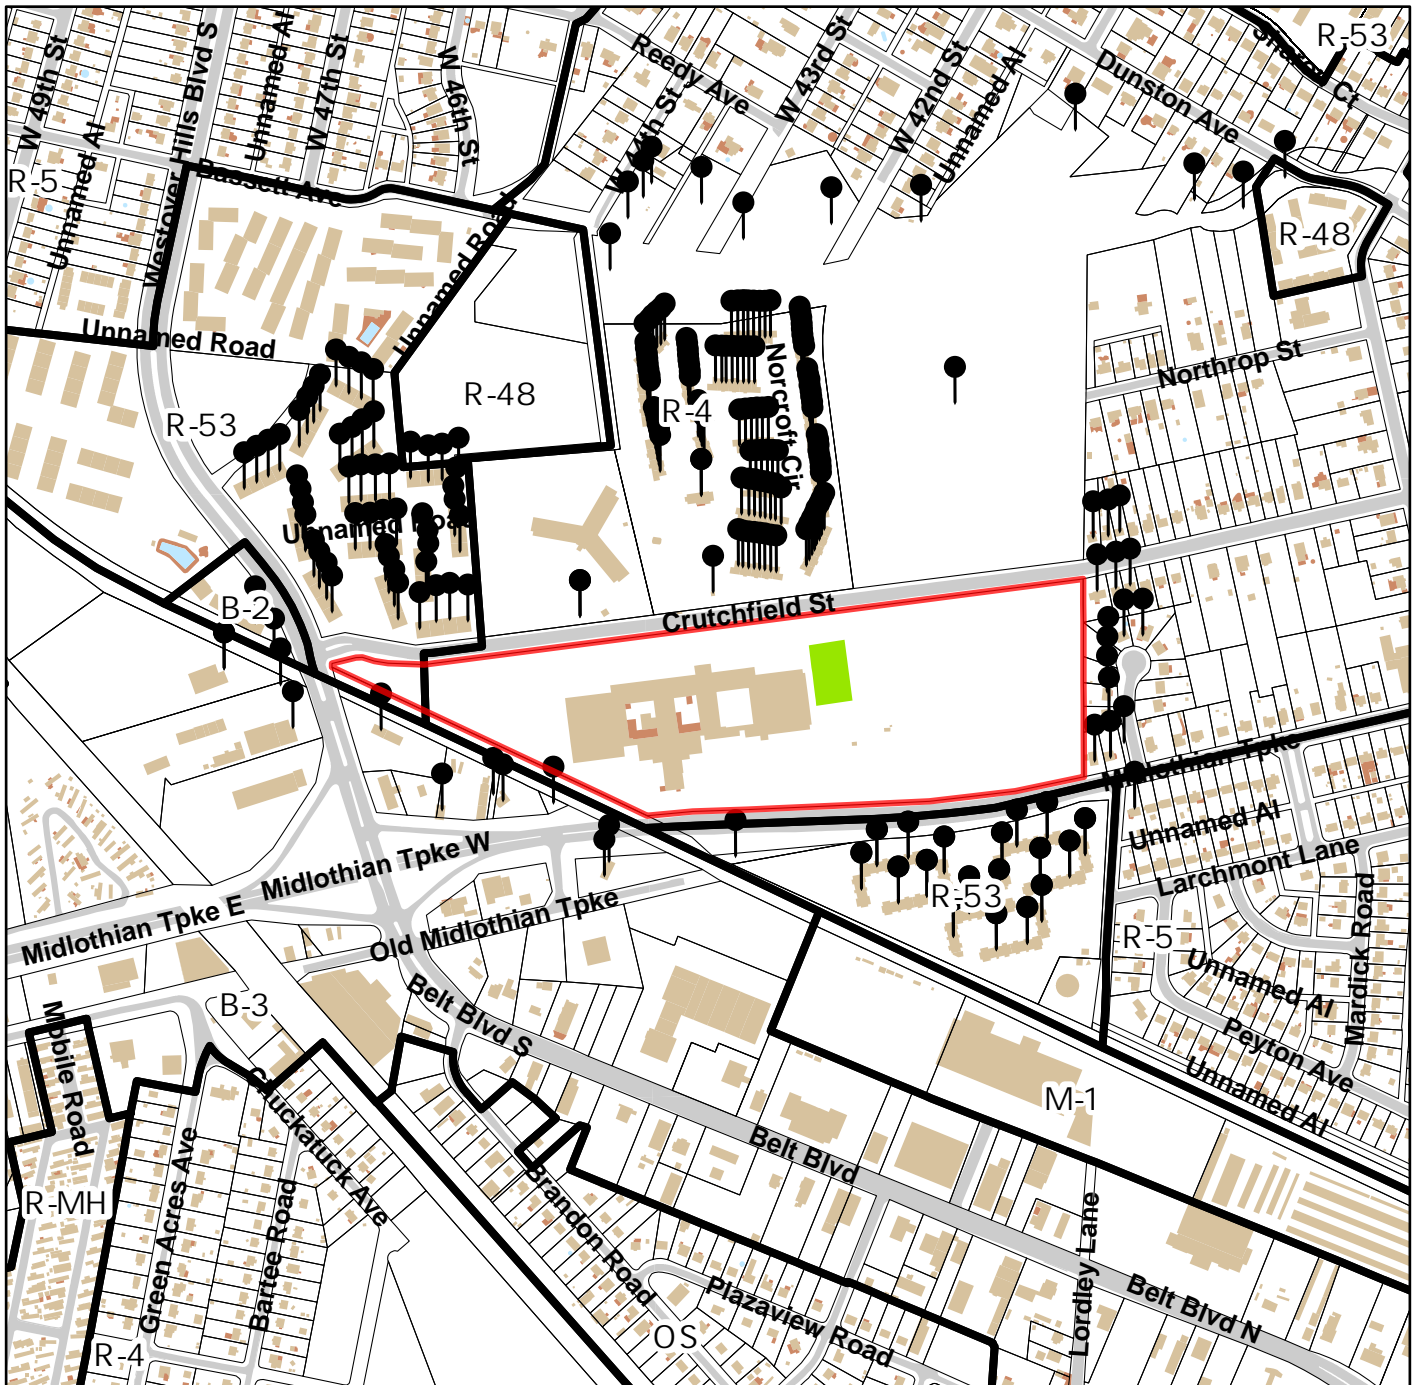 R-53
Shaker Ct
W 49th St
Westover Hills Blvd S
Unnamed Al
W 47th St
W 46th St
Reedy Ave
W 43rd St
W 42nd St
Unnamed Al
Dunston Ave
W 44th St
R-5
Unnamed Al
Bassett Ave
Unnamed Road
R-48
Unnamed Road
Northrop St
R-48
R-4
Norcroft Cir
R-53
Unnamed Road
B-2
Crutchfield St
Midlothian Tpke
Unnamed Al
Midlothian Tpke W
Larchmont Lane
R-53
Midlothian Tpke E
Old Midlothian Tpke
R-5
Mardick Road
Unnamed Al
B-3
Belt Blvd S
Peyton Ave
Mobile Road
Chuckatuck Ave
Unnamed Al
M-1
Belt Blvd
R-MH
Green Acres Ave
Bartee Road
Brandon Road
Lordley Lane
Plazaview Road
Belt Blvd N
OS
R-4